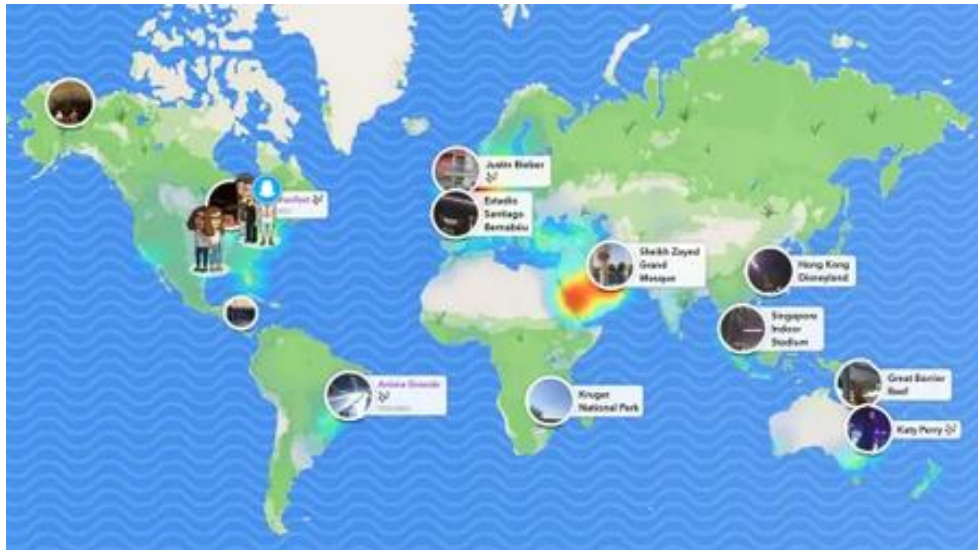 Justin Bieber
Estadio
Santiago
Bernabéu
Sheikh Zayed
Grand
Mosque
Hong Kong
Disneyland
Singapore
Indoor
Stadium
Ariana Grande
Kruger
National Park
Great Barrier
Reef
Katy Perry